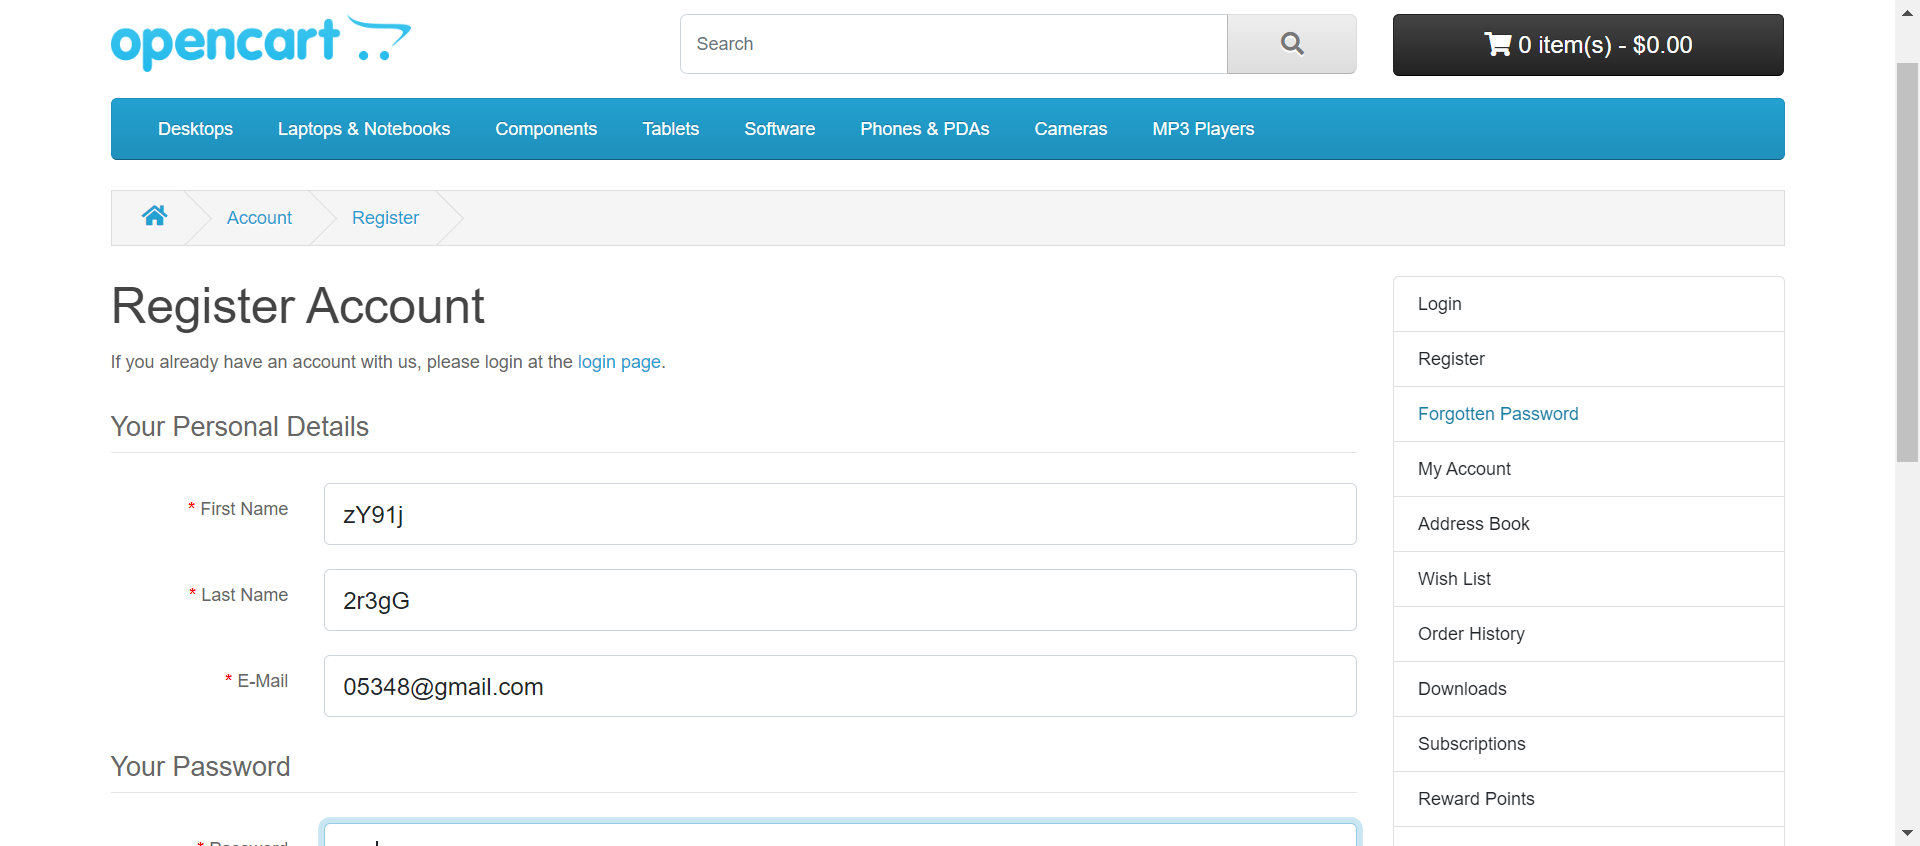 opencart
Search
0 item(s) - $0.00
Desktops Laptops & Notebooks Components Tablets Software Phones & PDAs Cameras MP3 Players
Account Register
Register Account
If you already have an account with us, please login at the login page.
Your Personal Details
* First Name zY91j
* Last Name 2r3gG
* E-Mail 05348@gmail.com
Your Password
* Password
Login
Register
Forgotten Password
My Account
Address Book
Wish List
Order History
Downloads
Subscriptions
Reward Points